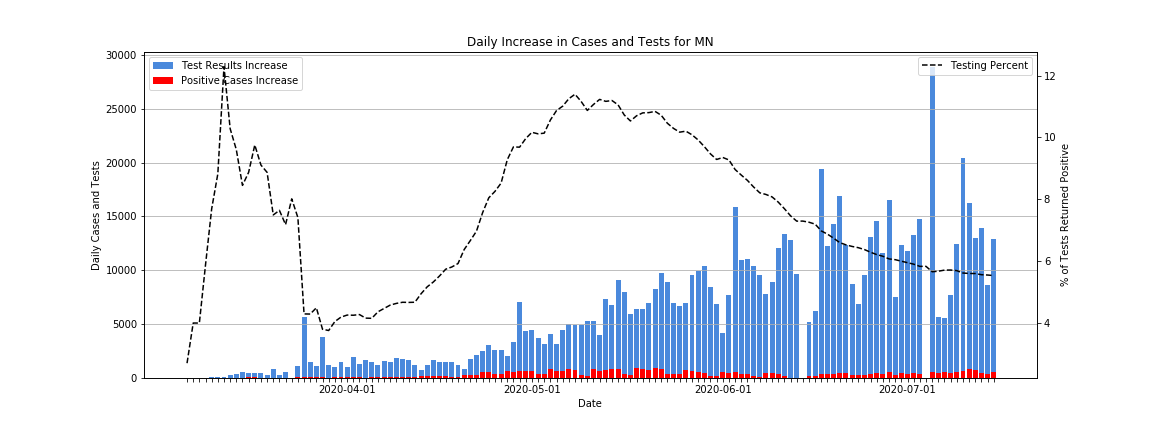 Daily Increase in Cases and Tests for MN
Test Results Increase
Positive Cases Increase
Testing Percent
30000
25000
20000
15000
10000
5000
0
Daily Cases and Tests
12
10
8
6
4
% of Tests Returned Positive
2020-04-01
2020-05-01
2020-06-01
2020-07-01
Date